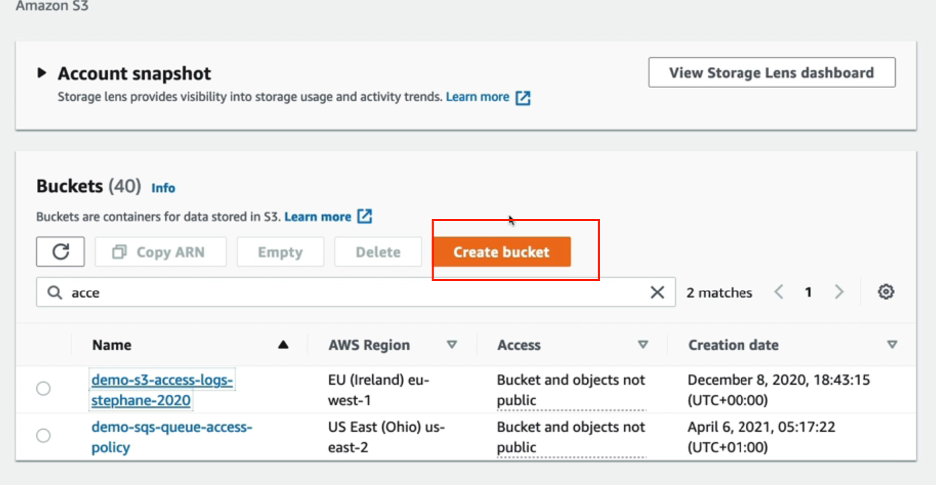 Amazon S3
Account snapshot
View Storage Lens dashboard
Storage lens provides visibility into storage usage and activity trends. Learn more
Buckets (40) Info
Buckets are containers for data stored in S3. Learn more
Copy ARN Empty Delete Create bucket
acce 2 matches 1
Name AWS Region Access Creation date
demo-s3-access-logs- EU (Ireland) eu- Bucket and objects not December 8, 2020, 18:43:15
stephane-2020 west-1 public (UTC+00:00)
demo-sqs-queue-access- US East (Ohio) us- Bucket and objects not April 6, 2021, 05:17:22
policy east-2 public (UTC+01:00)